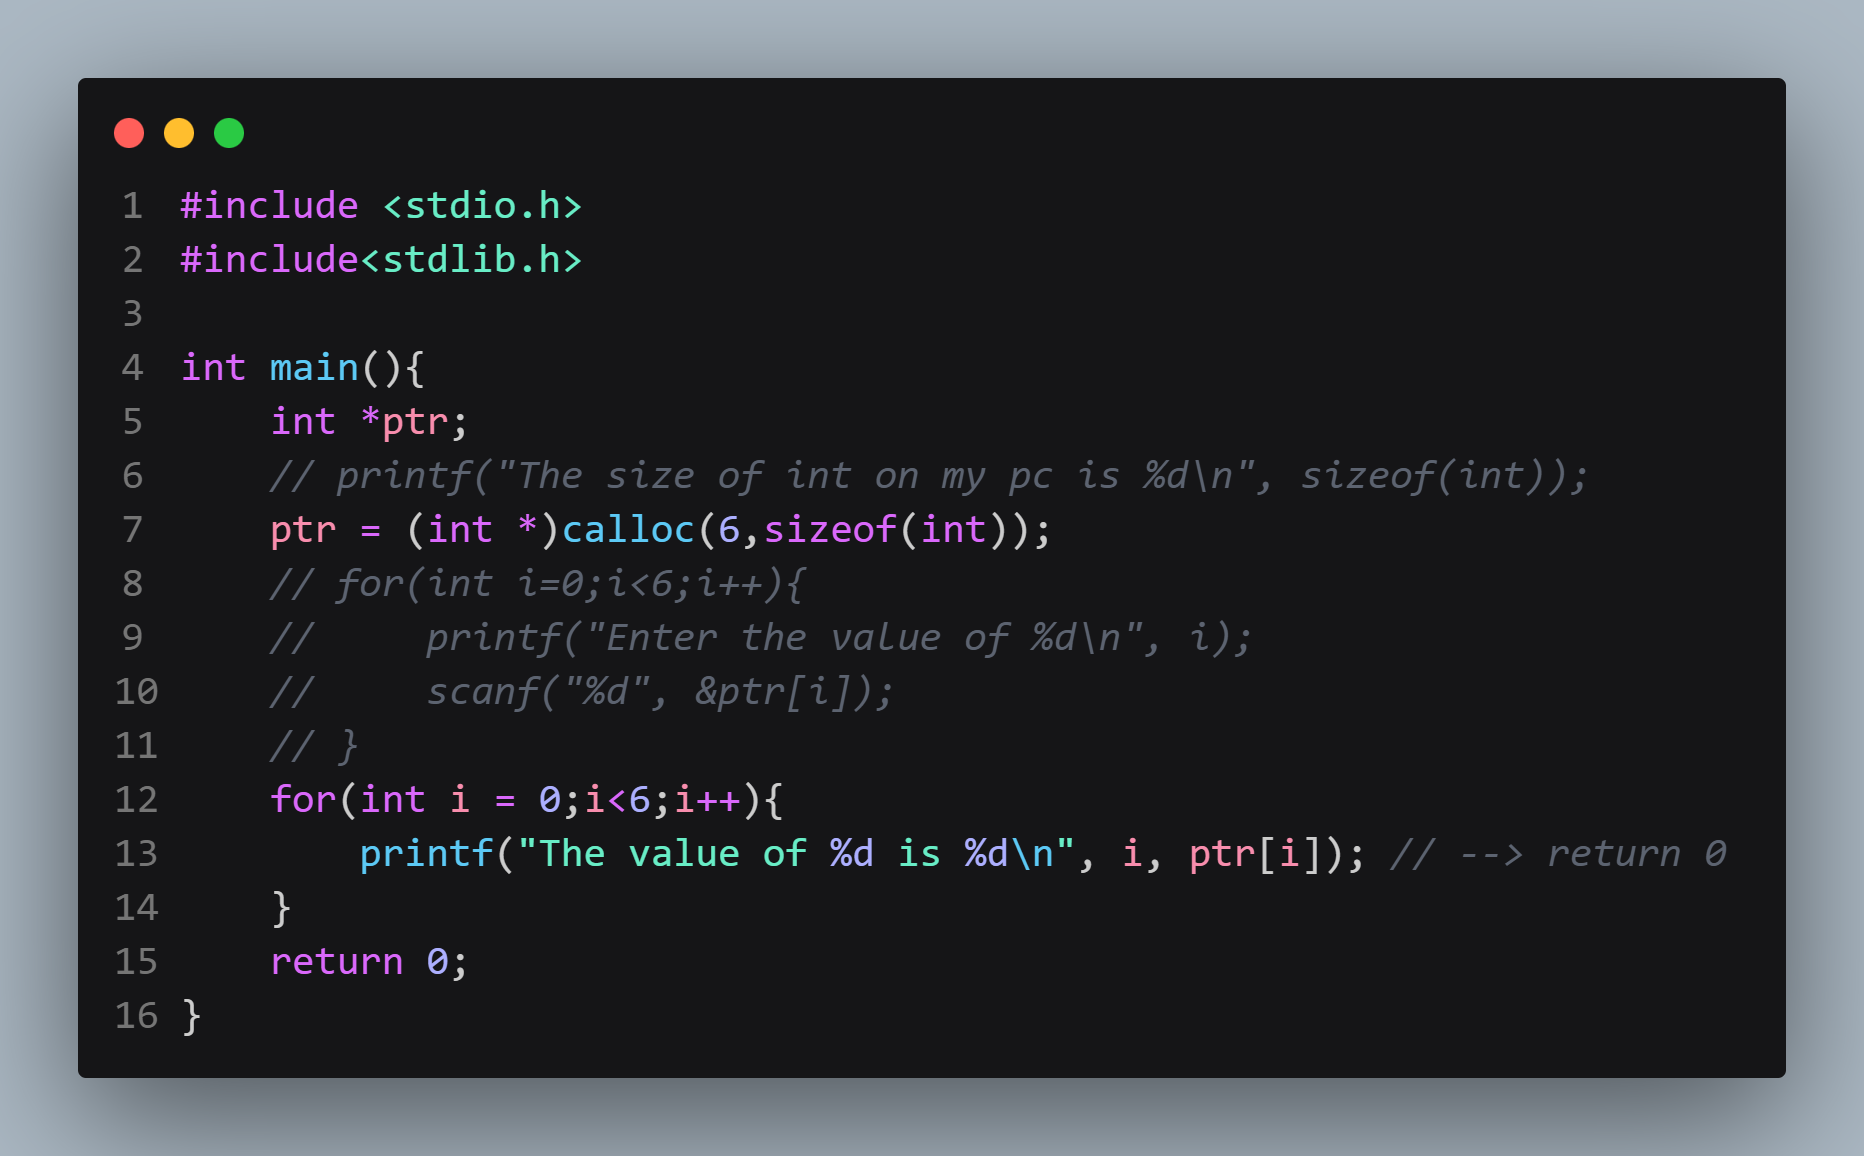 1 #include <stdio.h>
2 #include<stdlib.h>
3
4 int main(){
5     int *ptr;
6     // printf("The size of int on my pc is %d\n", sizeof(int));
7     ptr = (int *)calloc(6,sizeof(int));
8     // for(int i=0;i<6;i++){
9     //     printf("Enter the value of %d\n", i);
10     //     scanf("%d", &ptr[i]);
11     // }
12     for(int i = 0;i<6;i++){
13         printf("The value of %d is %d\n", i, ptr[i]); // --> return 0
14     }
15     return 0;
16 }